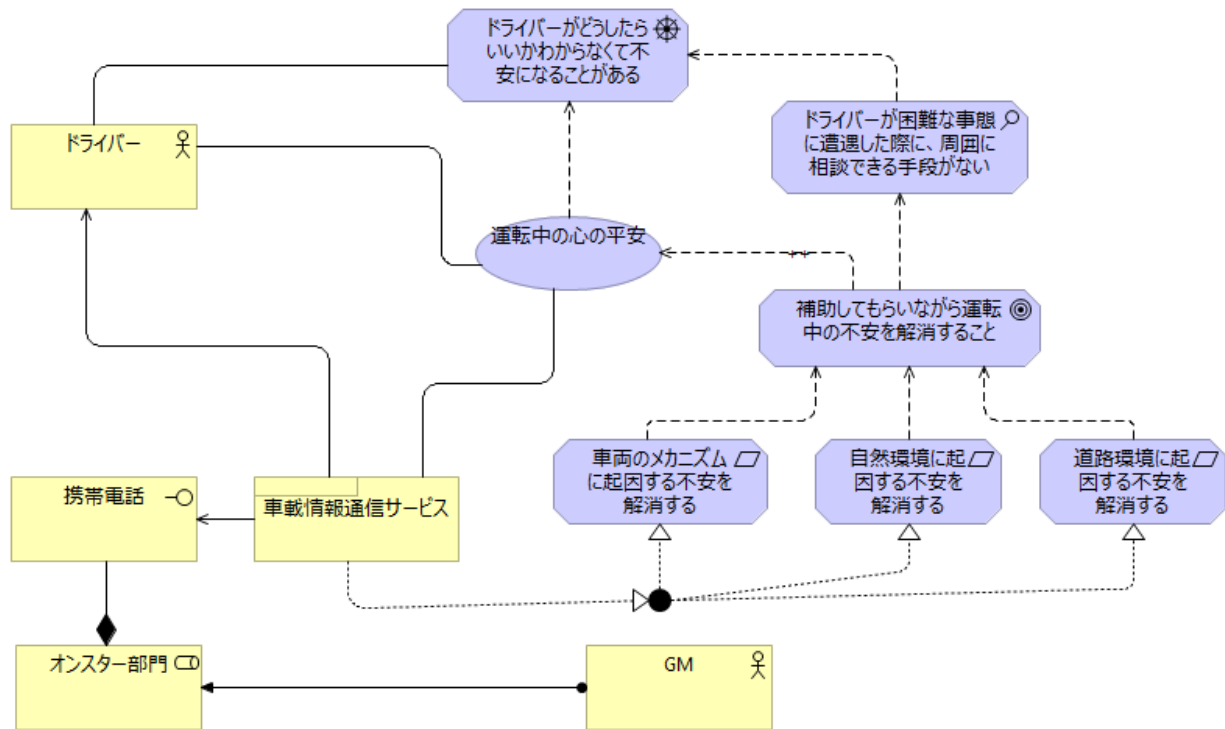 ドライバーがどうしたら
いいかわからなくて不
安になることがある
ドライバー
ドライバーが困難な事態
に遭遇した際に、周囲に
相談できる手段がない
運転中の心の平安
補助してもらいながら運転
中の不安を解消すること
車両のメカニズム
に起因する不安を
解消する
自然環境に起
因する不安を
解消する
道路環境に起
因する不安を
解消する
携帯電話
車載情報通信サービス
オンスター部門
GM